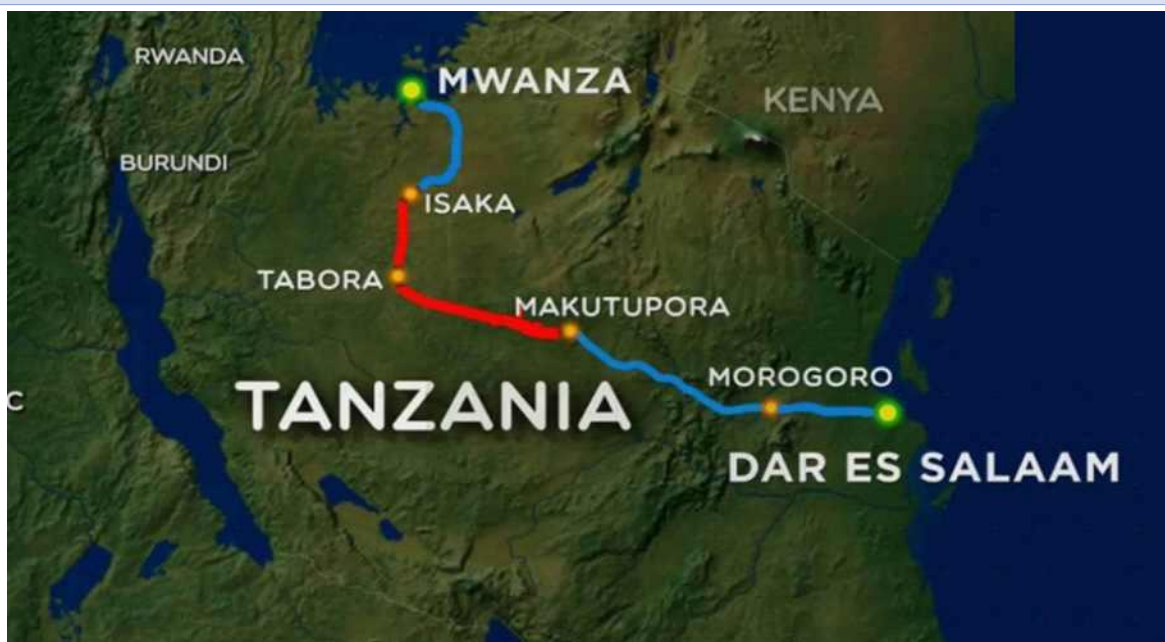 RWANDA
MWANZA
KENYA
BURUNDI
ISAKA
TABORA
MAKUTUPORA
MOROGORO
TANZANIA
C
DAR ES SALAAM